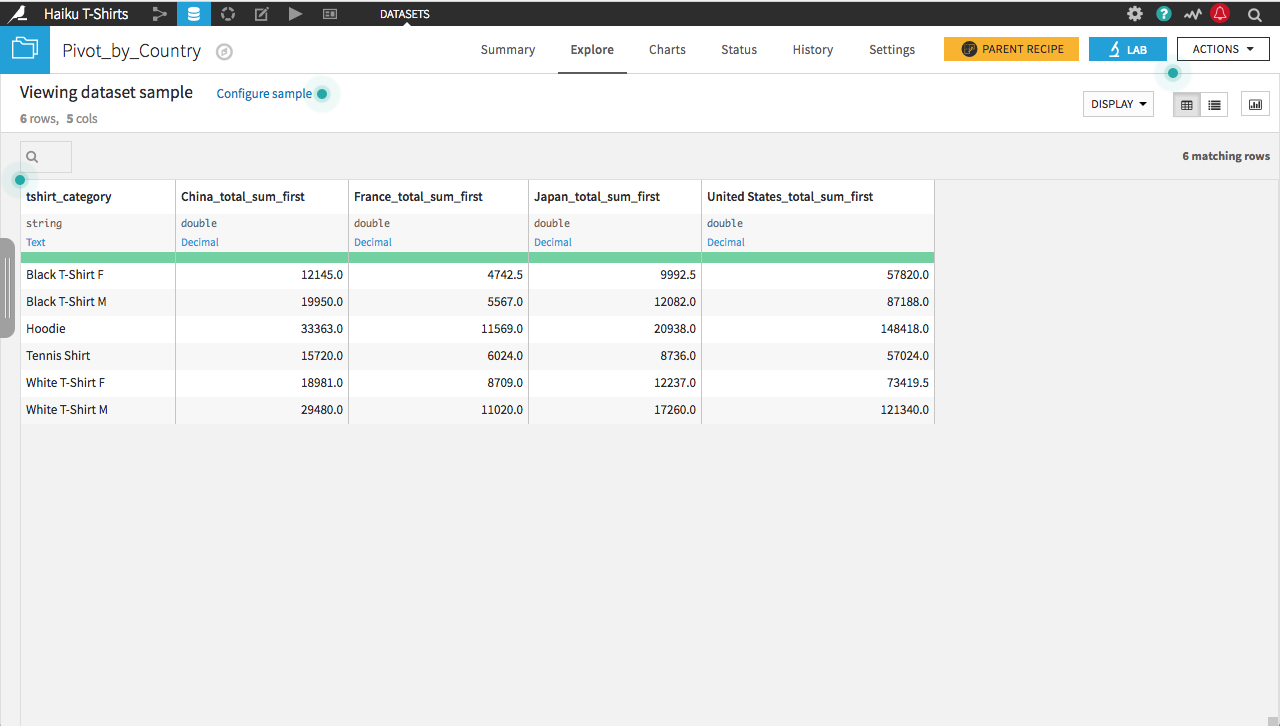 Haiku T-Shirts DATASETS
Pivot_by_Country Summary Explore Charts Status History Settings PARENT RECIPE LAB ACTIONS
Viewing dataset sample Configure sample
6 rows, 5 cols
DISPLAY
6 matching rows
tshirt_category China_total_sum_first France_total_sum_first Japan_total_sum_first United States_total_sum_first
string double double double double
Text Decimal Decimal Decimal Decimal
Black T-Shirt F 12145.0 4742.5 9992.5 57820.0
Black T-Shirt M 19950.0 5567.0 12082.0 87188.0
Hoodie 33363.0 11569.0 20938.0 148418.0
Tennis Shirt 15720.0 6024.0 8736.0 57024.0
White T-Shirt F 18981.0 8709.0 12237.0 73419.5
White T-Shirt M 29480.0 11020.0 17260.0 121340.0